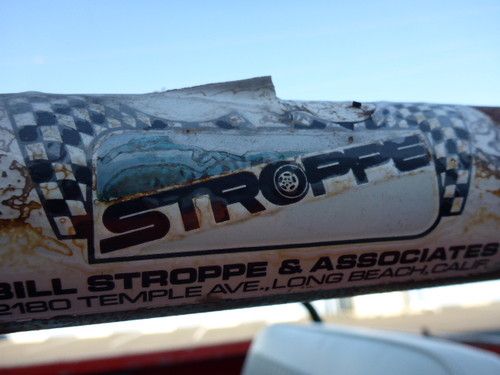 STROPPE
BILL STROPPE & ASSOCIATES
2180 TEMPLE AVE., LONG BEACH, CALIF